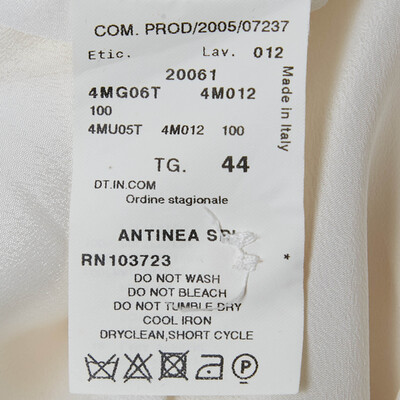 COM. PROD/2005/07237
Etic. Lav. 012
20061
4MG06T 4M012
100
4MU05T 4M012 100
Made in Italy
TG. 44
DT.IN.COM
Ordine stagionale
ANTINEA
RN103723 *
DO NOT WASH
DO NOT BLEACH
DO NOT TUMBLE DRY
COOL IRON
DRYCLEAN,SHORT CYCLE
P